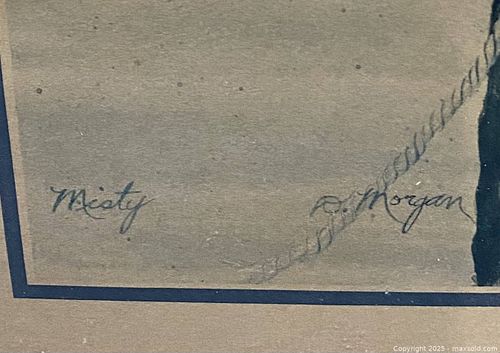 Misty
D. Morgan
Copyright 2025 - maxsold.com